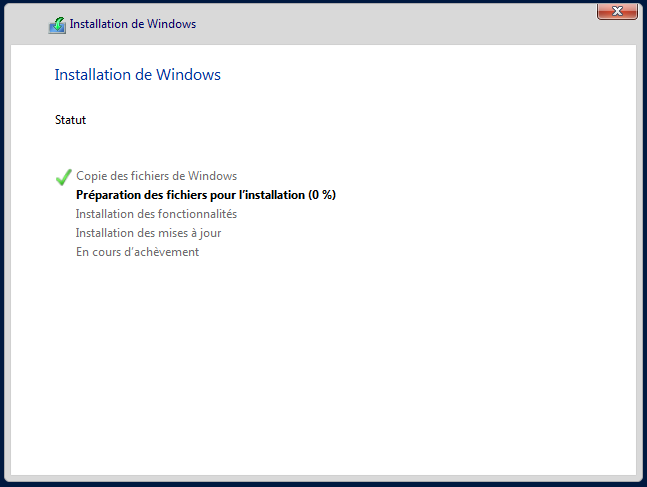 Installation de Windows
Installation de Windows
Statut
Copie des fichiers de Windows
Préparation des fichiers pour l'installation (0 %)
Installation des fonctionnalités
Installation des mises à jour
En cours d'achèvement